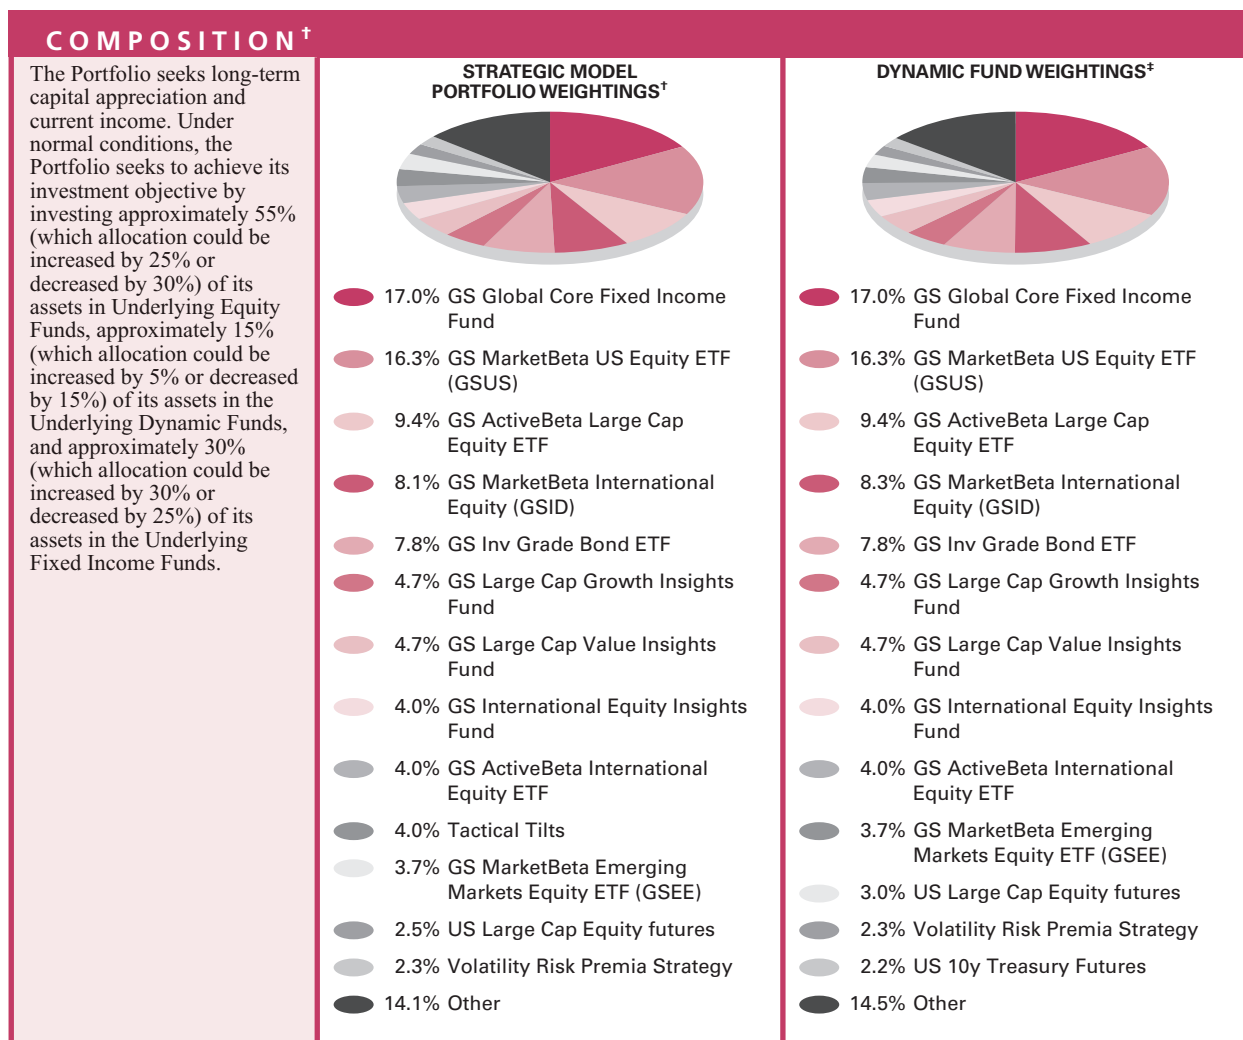 COMPOSITION†
The Portfolio seeks long-term
capital appreciation and
current income. Under
normal conditions, the
Portfolio seeks to achieve its
investment objective by
investing approximately 55%
(which allocation could be
increased by 25% or
decreased by 30%) of its
assets in Underlying Equity
Funds, approximately 15%
(which allocation could be
increased by 5% or decreased
by 15%) of its assets in the
Underlying Dynamic Funds,
and approximately 30%
(which allocation could be
increased by 30% or
decreased by 25%) of its
assets in the Underlying
Fixed Income Funds.
STRATEGIC MODEL
PORTFOLIO WEIGHTINGS†
17.0% GS Global Core Fixed Income
Fund
16.3% GS MarketBeta US Equity ETF
(GSUS)
9.4% GS ActiveBeta Large Cap
Equity ETF
8.1% GS MarketBeta International
Equity (GSID)
7.8% GS Inv Grade Bond ETF
4.7% GS Large Cap Growth Insights
Fund
4.7% GS Large Cap Value Insights
Fund
4.0% GS International Equity Insights
Fund
4.0% GS ActiveBeta International
Equity ETF
4.0% Tactical Tilts
3.7% GS MarketBeta Emerging
Markets Equity ETF (GSEE)
2.5% US Large Cap Equity futures
2.3% Volatility Risk Premia Strategy
14.1% Other
DYNAMIC FUND WEIGHTINGS‡
17.0% GS Global Core Fixed Income
Fund
16.3% GS MarketBeta US Equity ETF
(GSUS)
9.4% GS ActiveBeta Large Cap
Equity ETF
8.3% GS MarketBeta International
Equity (GSID)
7.8% GS Inv Grade Bond ETF
4.7% GS Large Cap Growth Insights
Fund
4.7% GS Large Cap Value Insights
Fund
4.0% GS International Equity Insights
Fund
4.0% GS ActiveBeta International
Equity ETF
3.7% GS MarketBeta Emerging
Markets Equity ETF (GSEE)
3.0% US Large Cap Equity futures
2.3% Volatility Risk Premia Strategy
2.2% US 10y Treasury Futures
14.5% Other